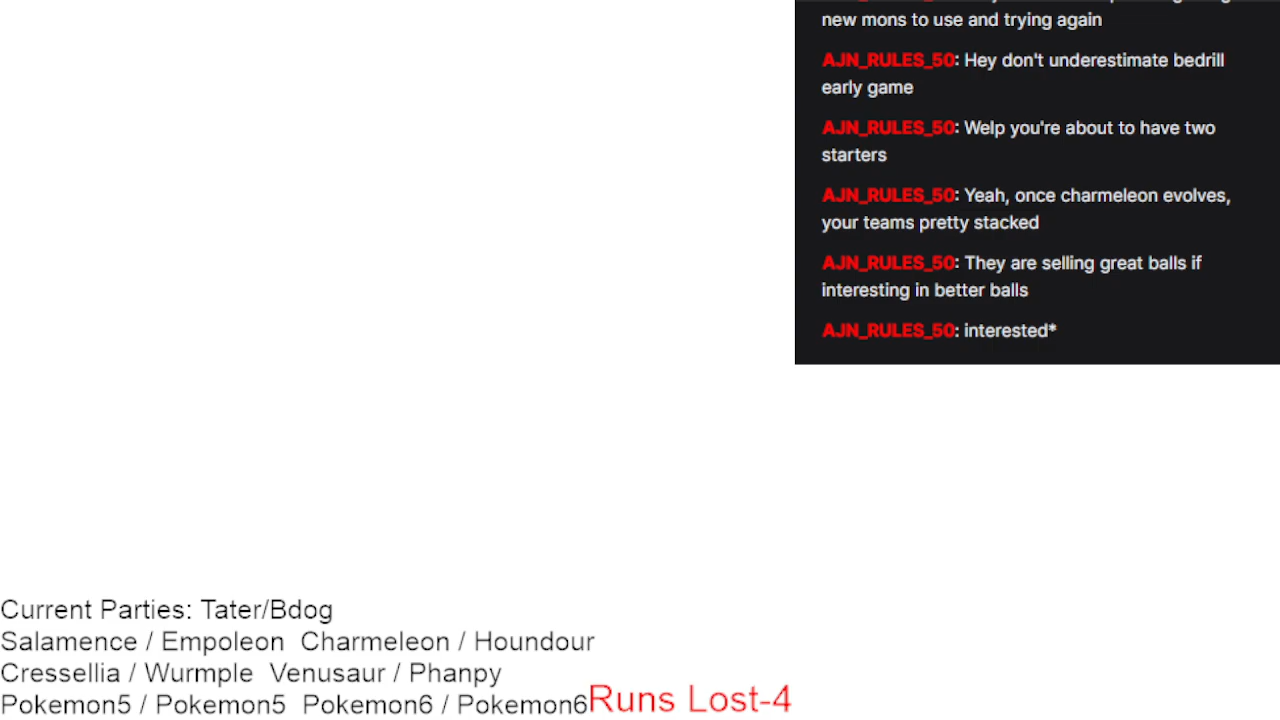 new mons to use and trying again
AJN_RULES_50: Hey don't underestimate bedrill
early game
AJN_RULES_50: Welp you're about to have two
starters
AJN_RULES_50: Yeah, once charmeleon evolves,
your teams pretty stacked
AJN_RULES_50: They are selling great balls if
interesting in better balls
AJN_RULES_50: interested*
Current Parties: Tater/Bdog
Salamence / Empoleon  Charmeleon / Houndour
Cressellia / Wurmple  Venusaur / Phanpy
Pokemon5 / Pokemon5  Pokemon6 / Pokemon6
Runs Lost-4